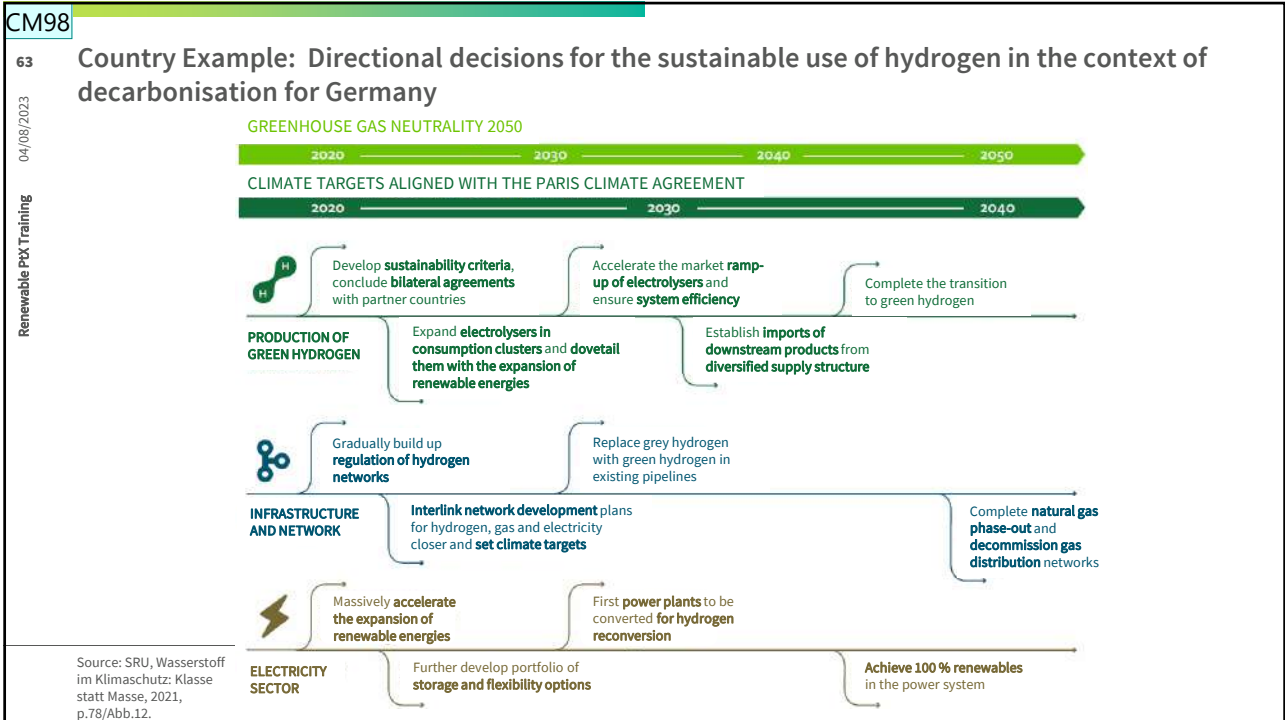 CM98
63
04/08/2023
Renewable PtX Training
Country Example: Directional decisions for the sustainable use of hydrogen in the context of
decarbonisation for Germany
GREENHOUSE GAS NEUTRALITY 2050
2020 2030 2040 2050
CLIMATE TARGETS ALIGNED WITH THE PARIS CLIMATE AGREEMENT
2020 2030 2040
H
H
Develop sustainability criteria,
conclude bilateral agreements
with partner countries
Accelerate the market ramp-
up of electrolysers and
ensure system efficiency
Complete the transition
to green hydrogen
PRODUCTION OF
GREEN HYDROGEN
Expand electrolysers in
consumption clusters and dovetail
them with the expansion of
renewable energies
Establish imports of
downstream products from
diversified supply structure
Gradually build up
regulation of hydrogen
networks
Replace grey hydrogen
with green hydrogen in
existing pipelines
INFRASTRUCTURE
AND NETWORK
Interlink network development plans
for hydrogen, gas and electricity
closer and set climate targets
Complete natural gas
phase-out and
decommission gas
distribution networks
Massively accelerate
the expansion of
renewable energies
First power plants to be
converted for hydrogen
reconversion
ELECTRICITY
SECTOR
Further develop portfolio of
storage and flexibility options
Achieve 100 % renewables
in the power system
Source: SRU, Wasserstoff
im Klimaschutz: Klasse
statt Masse, 2021,
p.78/Abb.12.